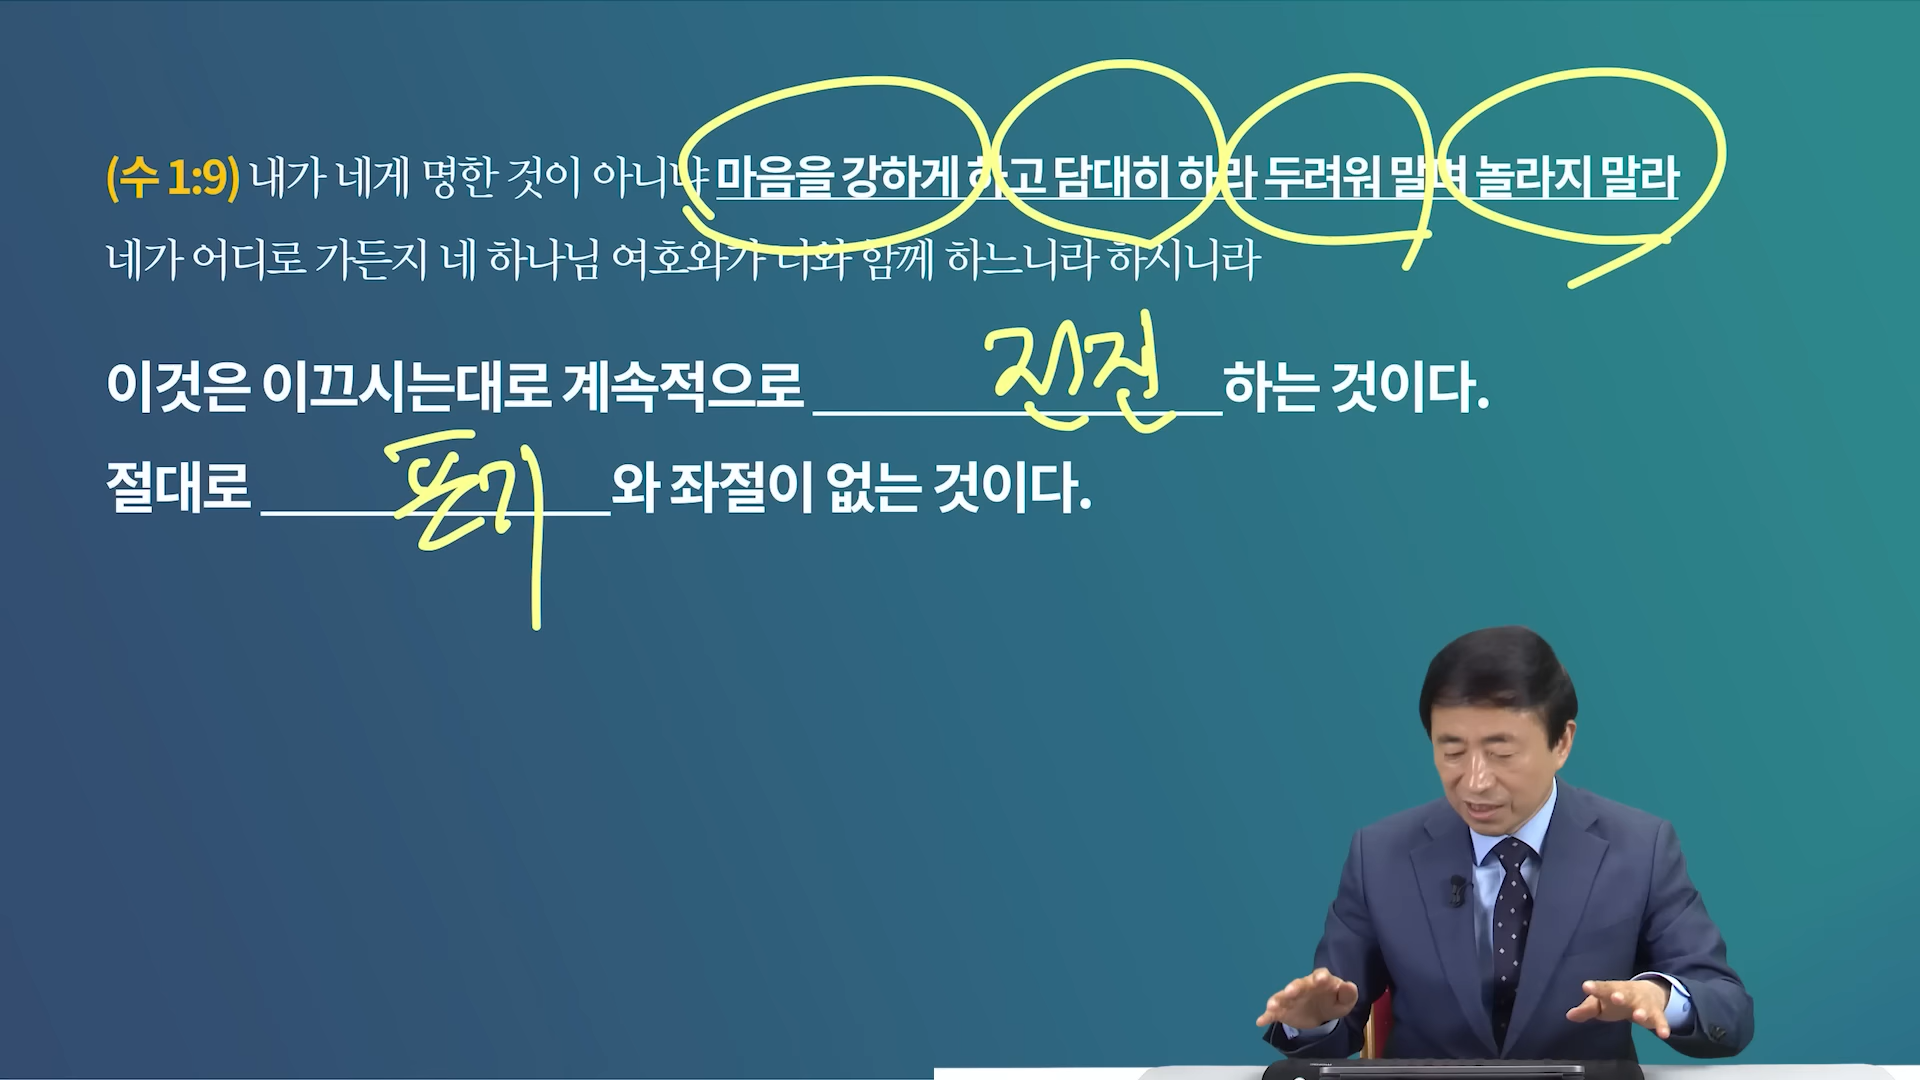 (수 1:9) 내가 네게 명한 것이 아니냐 마음을 강하게 하고 담대히 하라 두려워 말며 놀라지 말라
네가 어디로 가든지 네 하나님 여호와가 너와 함께 하느니라 하시니라
이것은 이끄시는대로 계속적으로 전진하는 것이다.
절대로 포기와 좌절이 없는 것이다.